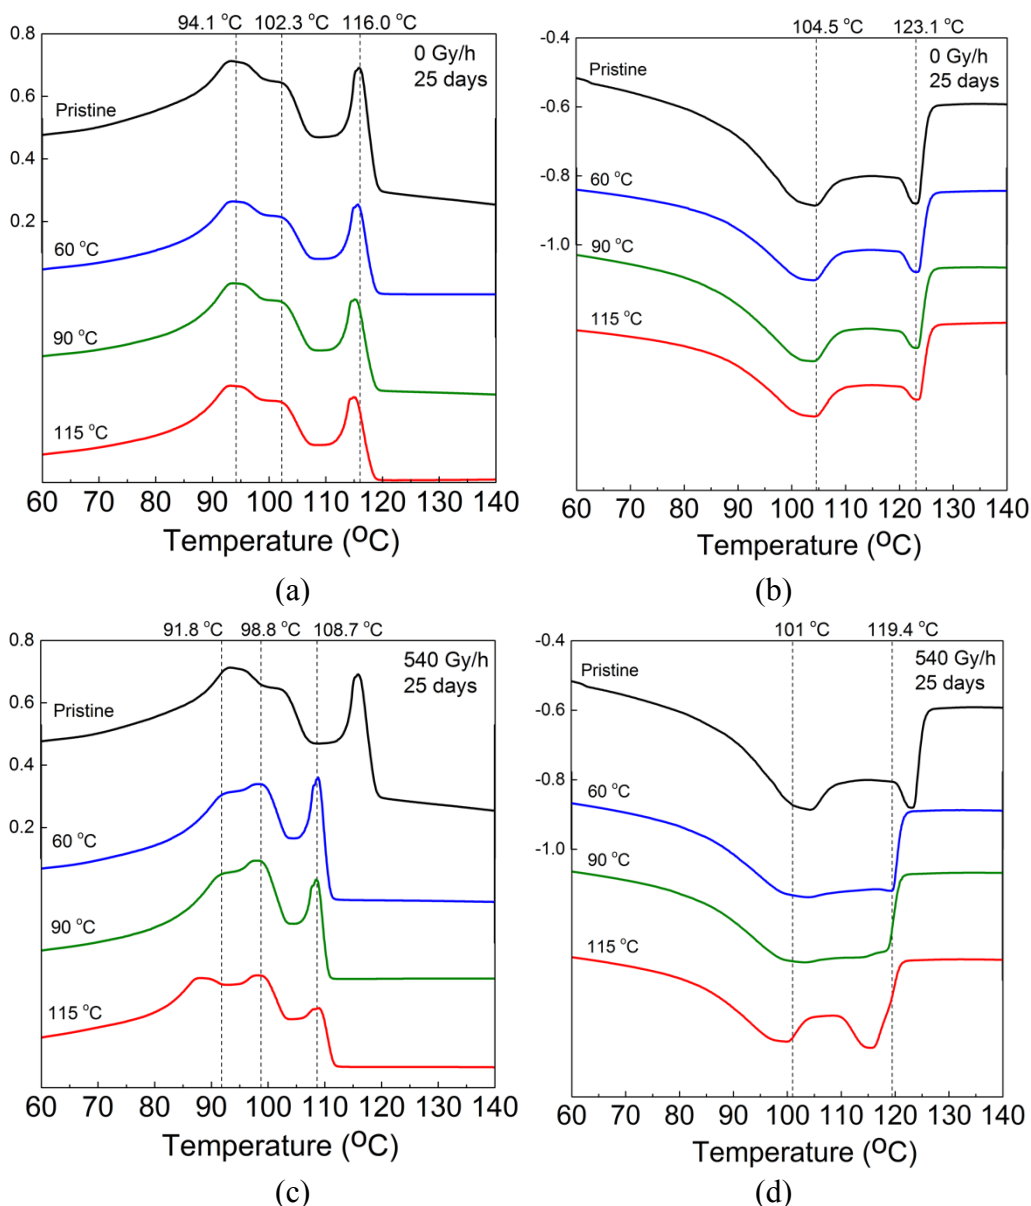 94.1 °C 102.3 °C 116.0 °C
0.8
0 Gy/h
25 days
0.6
Pristine
0.4
0.2
60 °C
90 °C
115 °C
60 70 80 90 100 110 120 130 140
Temperature (°C)
(a)
104.5 °C 123.1 °C
-0.4
0 Gy/h
25 days
Pristine
-0.6
-0.8
60 °C
-1.0
90 °C
115 °C
60 70 80 90 100 110 120 130 140
Temperature (°C)
(b)
91.8 °C 98.8 °C 108.7 °C
0.8
540 Gy/h
25 days
0.6
Pristine
0.4
0.2
60 °C
90 °C
115 °C
60 70 80 90 100 110 120 130 140
Temperature (°C)
(c)
101 °C 119.4 °C
-0.4
540 Gy/h
25 days
Pristine
-0.6
-0.8
60 °C
-1.0
90 °C
115 °C
60 70 80 90 100 110 120 130 140
Temperature (°C)
(d)